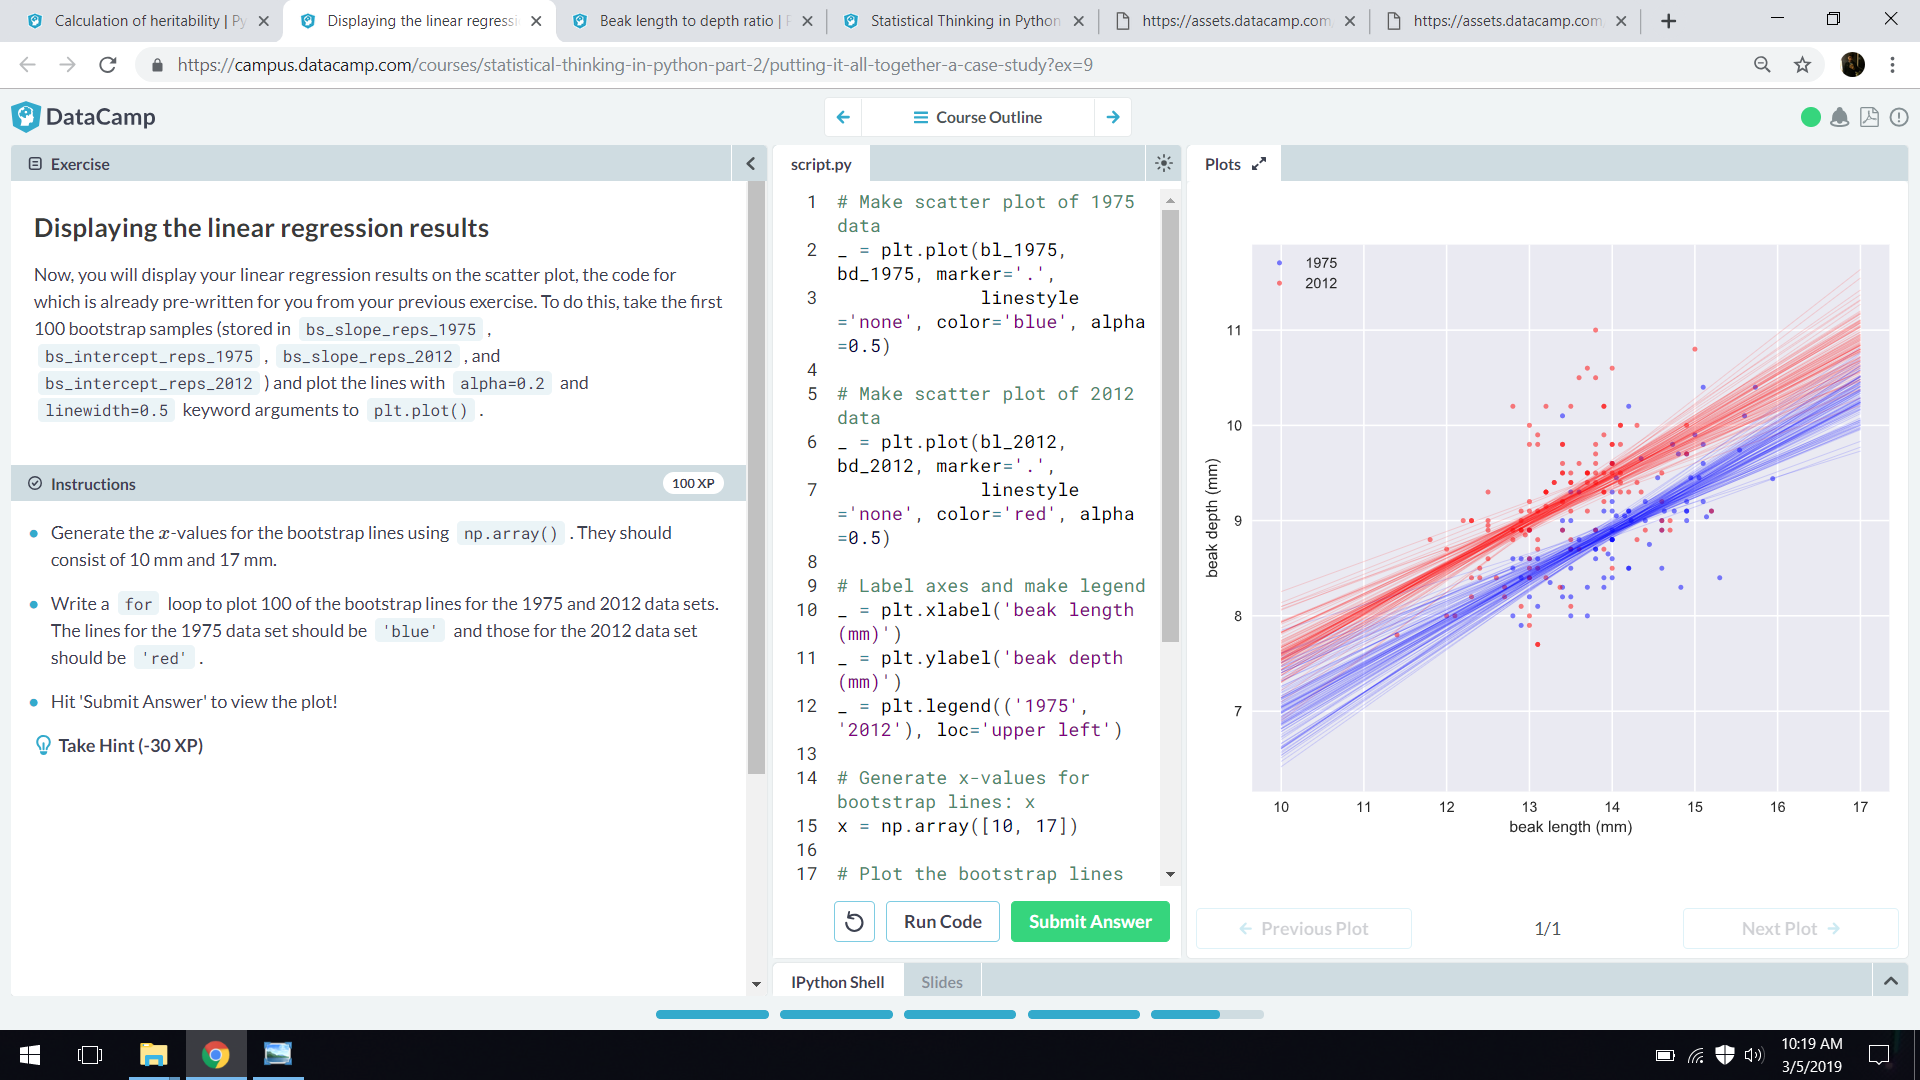 Calculation of heritability | Py
Displaying the linear regressi
Beak length to depth ratio | P
Statistical Thinking in Python
https://assets.datacamp.com
https://assets.datacamp.com
https://campus.datacamp.com/courses/statistical-thinking-in-python-part-2/putting-it-all-together-a-case-study?ex=9
DataCamp
Course Outline
Exercise
Displaying the linear regression results
Now, you will display your linear regression results on the scatter plot, the code for
which is already pre-written for you from your previous exercise. To do this, take the first
100 bootstrap samples (stored in bs_slope_reps_1975 ,
bs_intercept_reps_1975 , bs_slope_reps_2012 , and
bs_intercept_reps_2012 ) and plot the lines with alpha=0.2 and
linewidth=0.5 keyword arguments to plt.plot() .
Instructions
100 XP
Generate the x-values for the bootstrap lines using np.array() . They should
consist of 10 mm and 17 mm.
Write a for loop to plot 100 of the bootstrap lines for the 1975 and 2012 data sets.
The lines for the 1975 data set should be 'blue' and those for the 2012 data set
should be 'red' .
Hit 'Submit Answer' to view the plot!
Take Hint (-30 XP)
script.py
1 # Make scatter plot of 1975
data
2 _ = plt.plot(bl_1975,
bd_1975, marker='.',
3 linestyle
='none', color='blue', alpha
=0.5)
4
5 # Make scatter plot of 2012
data
6 _ = plt.plot(bl_2012,
bd_2012, marker='.',
7 linestyle
='none', color='red', alpha
=0.5)
8
9 # Label axes and make legend
10 _ = plt.xlabel('beak length
(mm)')
11 _ = plt.ylabel('beak depth
(mm)')
12 _ = plt.legend(('1975',
'2012'), loc='upper left')
13
14 # Generate x-values for
bootstrap lines: x
15 x = np.array([10, 17])
16
17 # Plot the bootstrap lines
Run Code
Submit Answer
IPython Shell
Slides
Plots
1975
2012
11
10
9
8
7
beak depth (mm)
10 11 12 13 14 15 16 17
beak length (mm)
Previous Plot
1/1
Next Plot
10:19 AM
3/5/2019